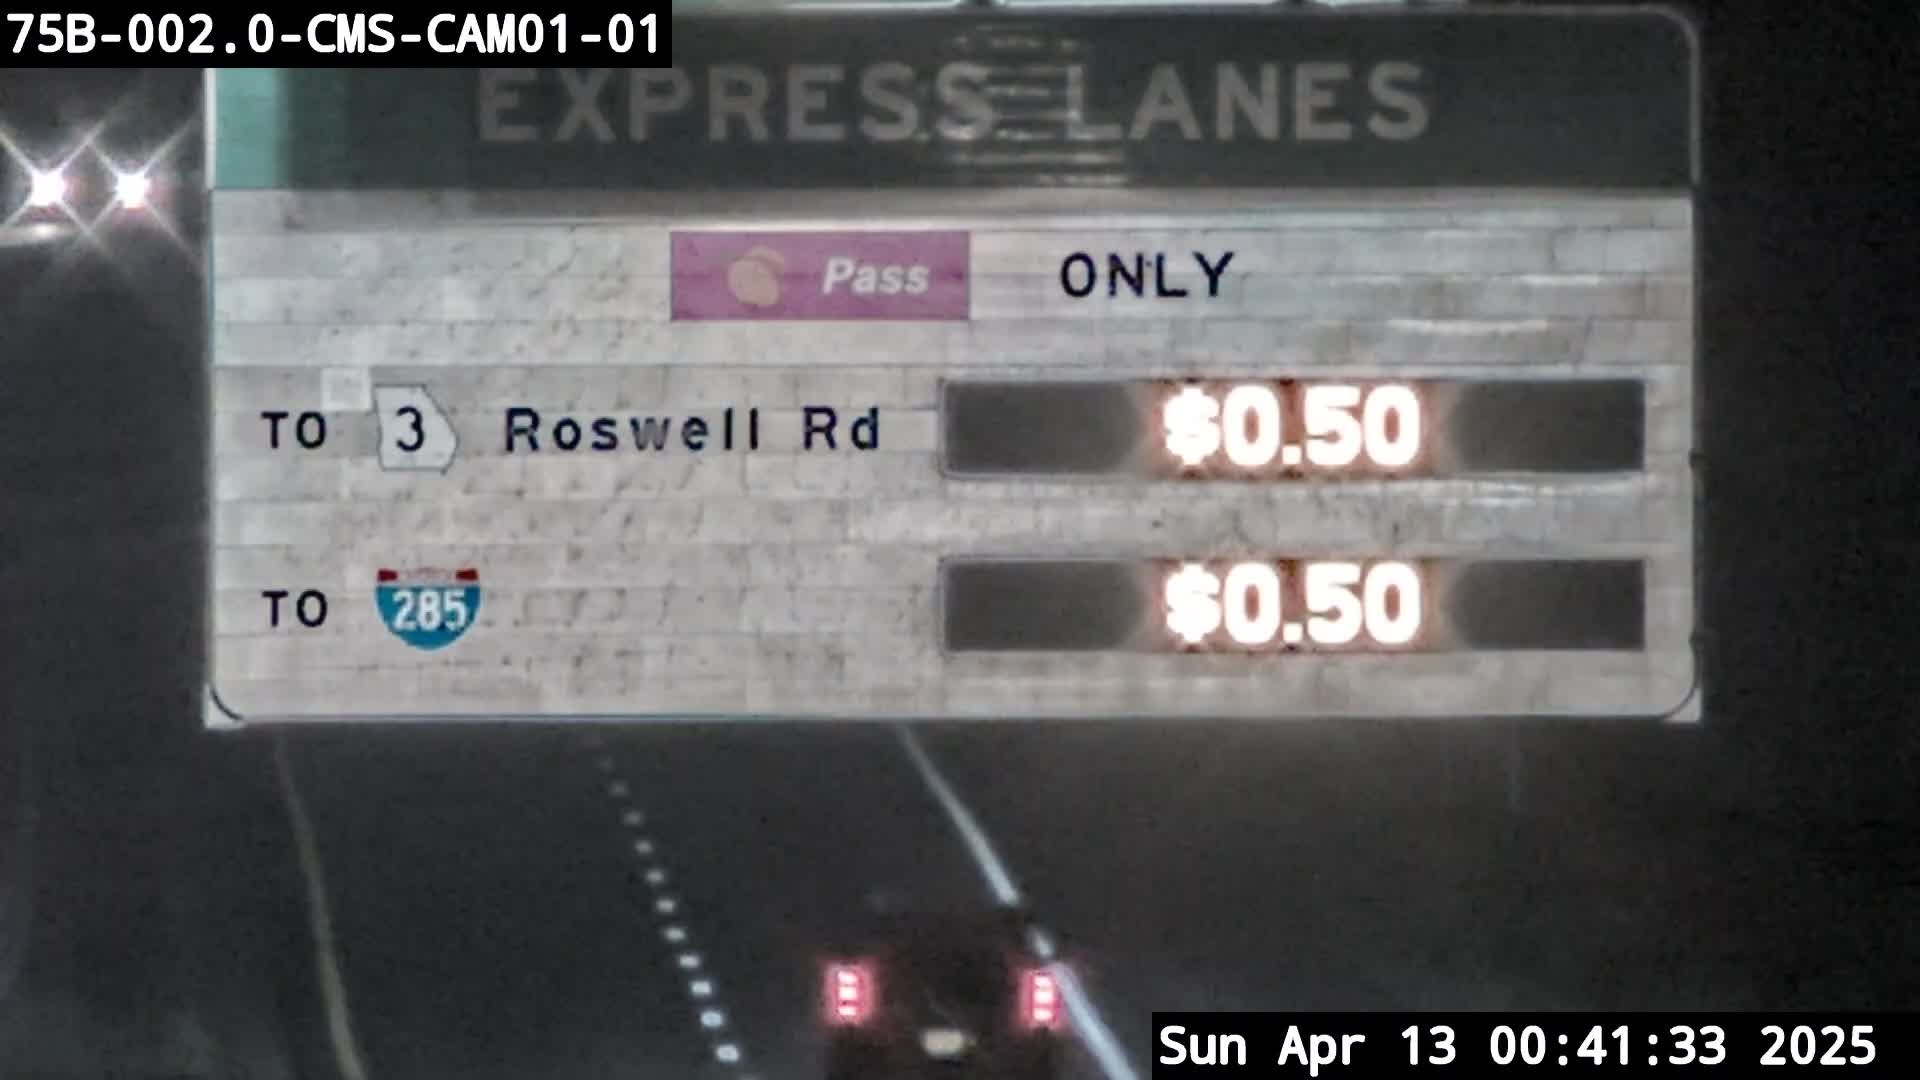 75B-002.0-CMS-CAM01-01
EXPRESS LANES
Pass ONLY
TO 3 Roswell Rd $0.50
TO 285 $0.50
Sun Apr 13 00:41:33 2025